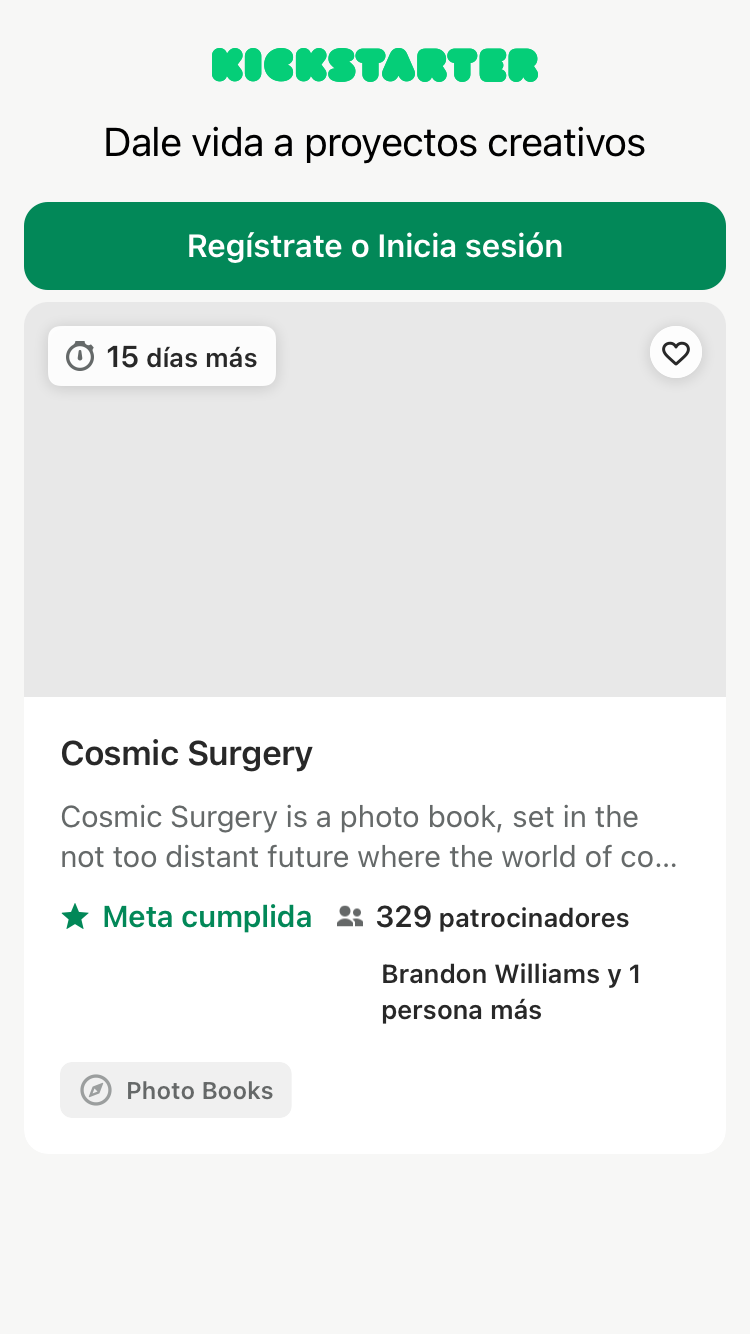 KICKSTARTER
Dale vida a proyectos creativos
Regístrate o Inicia sesión
15 días más
Cosmic Surgery
Cosmic Surgery is a photo book, set in the
not too distant future where the world of co...
Meta cumplida
329 patrocinadores
Brandon Williams y 1
persona más
Photo Books